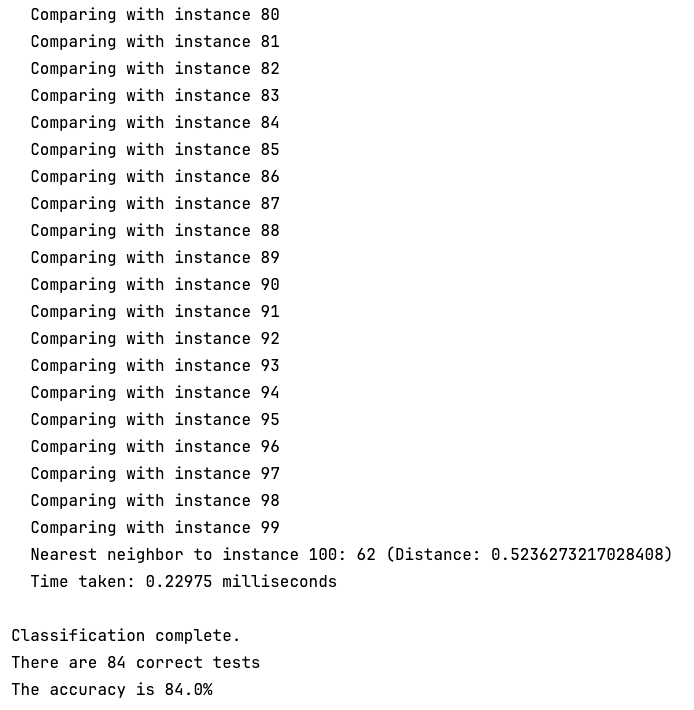 Comparing with instance 80
Comparing with instance 81
Comparing with instance 82
Comparing with instance 83
Comparing with instance 84
Comparing with instance 85
Comparing with instance 86
Comparing with instance 87
Comparing with instance 88
Comparing with instance 89
Comparing with instance 90
Comparing with instance 91
Comparing with instance 92
Comparing with instance 93
Comparing with instance 94
Comparing with instance 95
Comparing with instance 96
Comparing with instance 97
Comparing with instance 98
Comparing with instance 99
Nearest neighbor to instance 100: 62 (Distance: 0.5236273217028408)
Time taken: 0.22975 milliseconds
Classification complete.
There are 84 correct tests
The accuracy is 84.0%